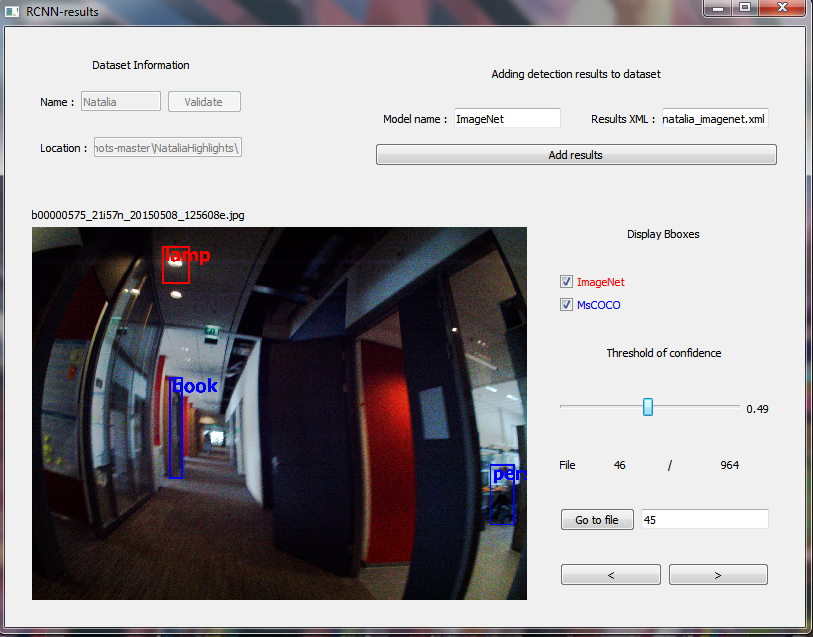 RCNN-results
Dataset Information
Adding detection results to dataset
Name : Natalia Validate
Model name : ImageNet Results XML : natalia_imagenet.xml
Location : nots-master\NataliaHighlights\
Add results
b00000575_21i57n_20150508_125608e.jpg
Display Bboxes
lamp
ImageNet
MsCOCO
Threshold of confidence
book
0.49
File 46 / 964
pers
Go to file 45
< >